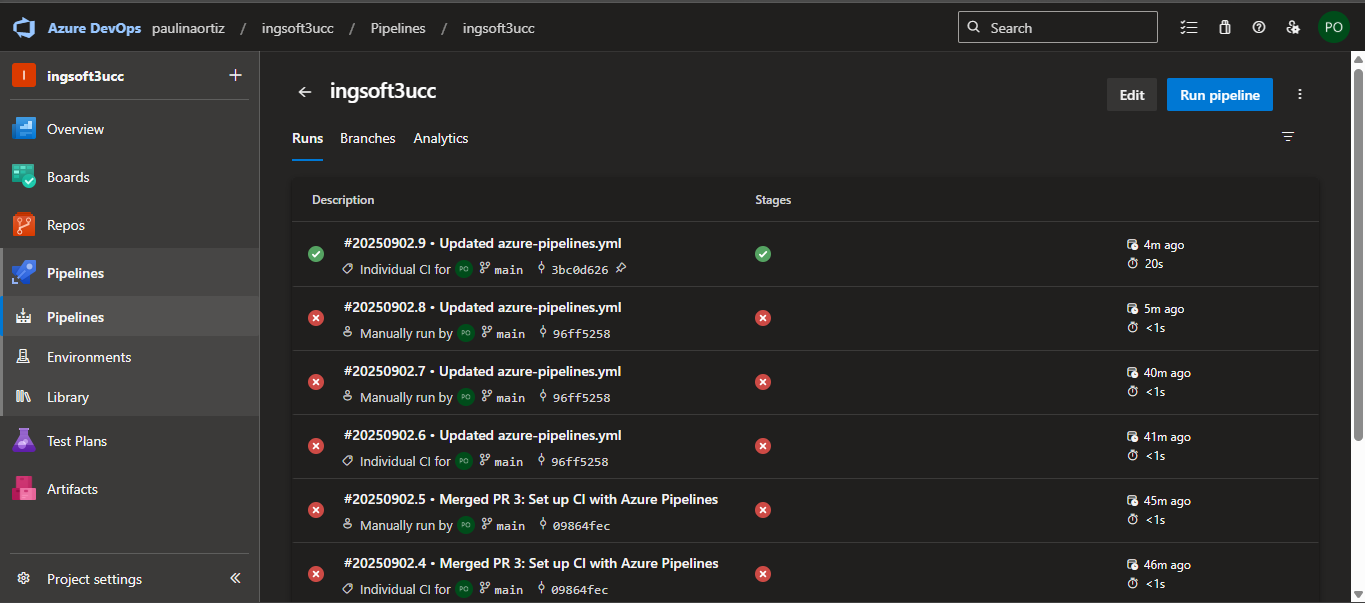 Azure DevOps paulinaortiz / ingsoft3ucc / Pipelines / ingsoft3ucc Search PO
I ingsoft3ucc +
Overview
Boards
Repos
Pipelines
Pipelines
Environments
Library
Test Plans
Artifacts
Project settings
ingsoft3ucc Edit Run pipeline
Runs Branches Analytics
Description Stages
#20250902.9 • Updated azure-pipelines.yml 4m ago
Individual CI for PO main 3bc0d626 20s
#20250902.8 • Updated azure-pipelines.yml 5m ago
Manually run by PO main 96ff5258 <1s
#20250902.7 • Updated azure-pipelines.yml 40m ago
Manually run by PO main 96ff5258 <1s
#20250902.6 • Updated azure-pipelines.yml 41m ago
Individual CI for PO main 96ff5258 <1s
#20250902.5 • Merged PR 3: Set up CI with Azure Pipelines 45m ago
Manually run by PO main 09864fec <1s
#20250902.4 • Merged PR 3: Set up CI with Azure Pipelines 46m ago
Individual CI for PO main 09864fec <1s